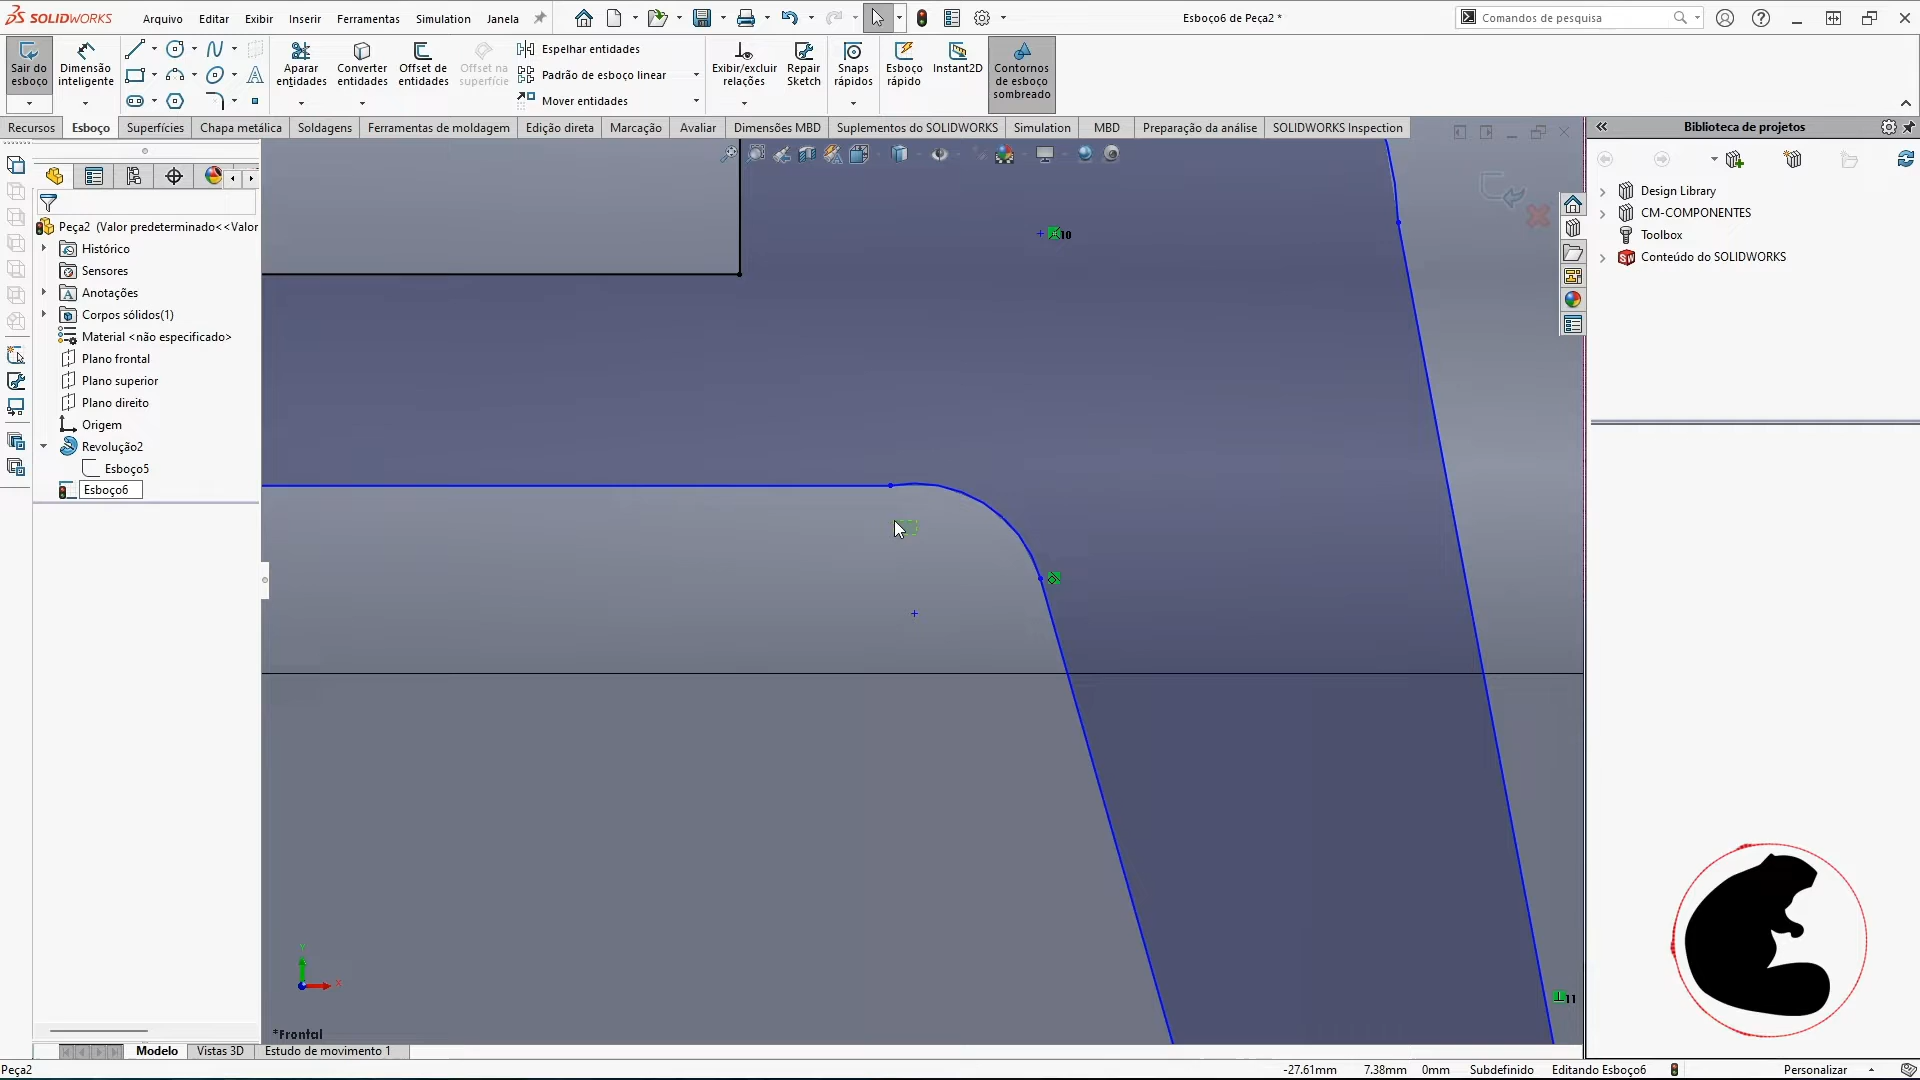 SOLIDWORKS
Arquivo Editar Exibir Inserir Ferramentas Simulation Janela
Esboço6 de Peça2 *
Comandos de pesquisa
Sair do esboço
Dimensão inteligente
Aparar entidades
Converter entidades
Offset de entidades
Offset na superfície
Espelhar entidades
Padrão de esboço linear
Mover entidades
Exibir/excluir relações
Repair Sketch
Snaps rápidos
Esboço rápido
Instant2D
Contornos de esboço sombreado
Recursos Esboço Superfícies Chapa metálica Soldagens Ferramentas de moldagem Edição direta Marcação Avaliar Dimensões MBD Suplementos do SOLIDWORKS Simulation MBD Preparação da análise SOLIDWORKS Inspection
Biblioteca de projetos
Design Library
CM-COMPONENTES
Toolbox
Conteúdo do SOLIDWORKS
Peça2 (Valor predeterminado<<Valor
Histórico
Sensores
Anotações
Corpos sólidos(1)
Material <não especificado>
Plano frontal
Plano superior
Plano direito
Origem
Revolução2
Esboço5
Esboço6
10
11
Y
X
*Frontal
Modelo Vistas 3D Estudo de movimento 1
Peça2
-27.61mm 7.38mm 0mm Subdefinido Editando Esboço6 Personalizar